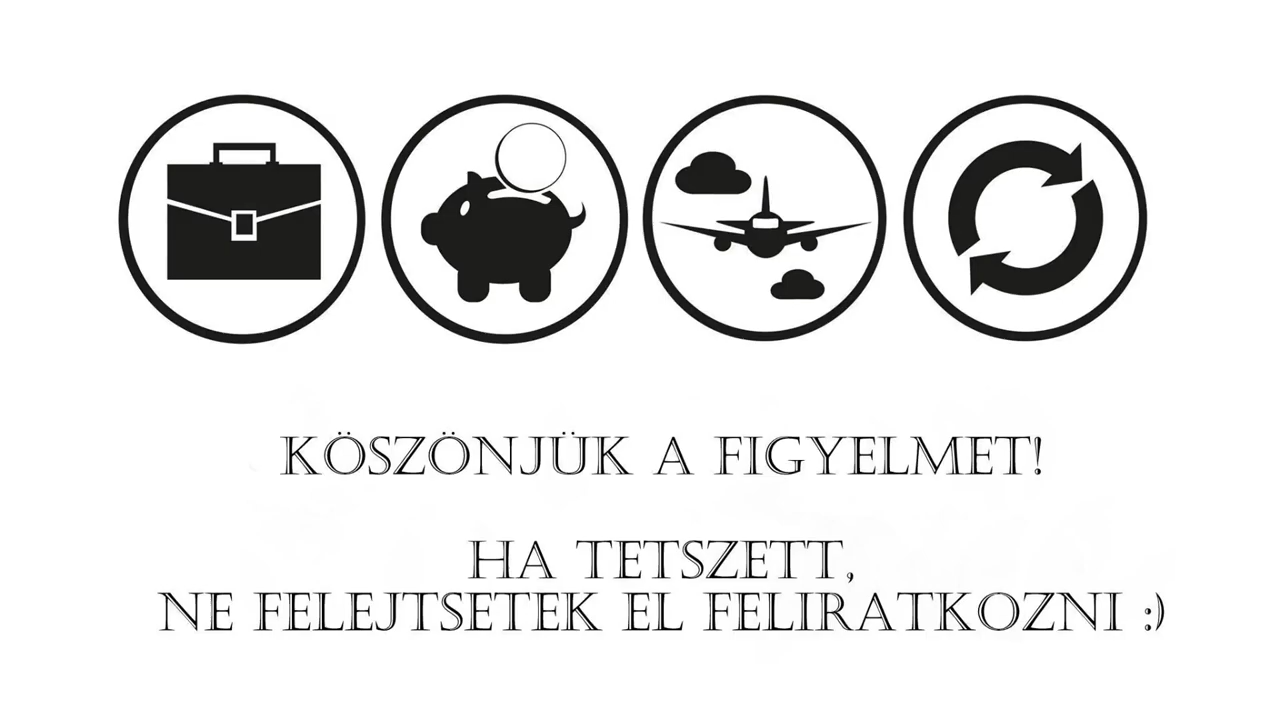 KÖSZÖNJÜK A FIGYELMET!
HA TETSZETT,
NE FELEJTSETEK EL FELIRATKOZNI :)